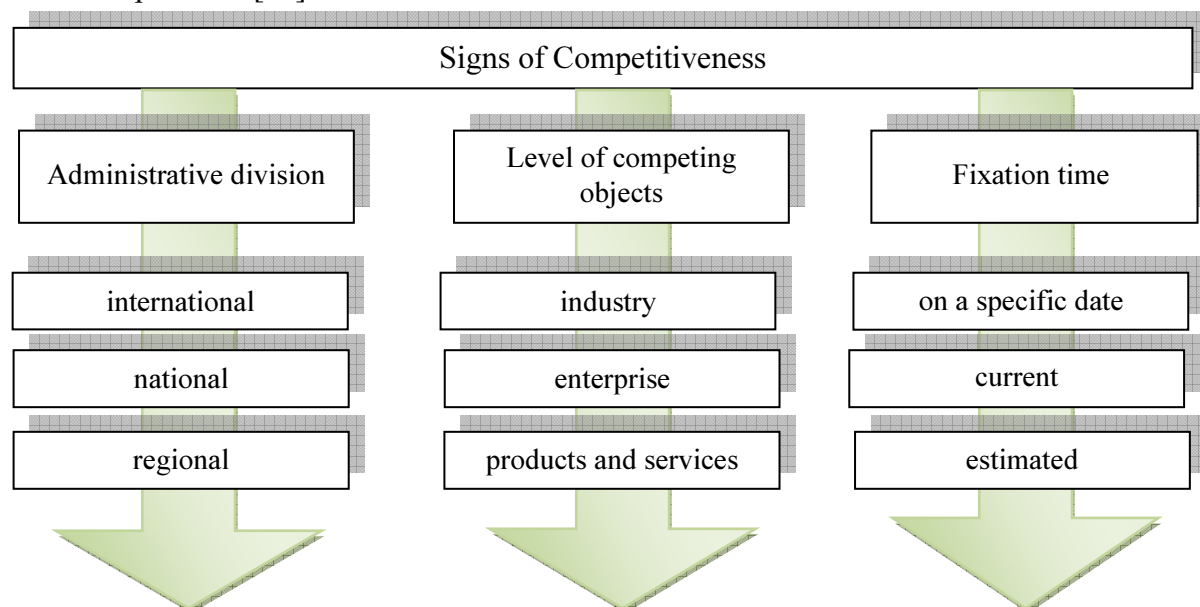 Signs of Competitiveness
Administrative division
Level of competing
objects
Fixation time
international
industry
on a specific date
national
enterprise
current
regional
products and services
estimated